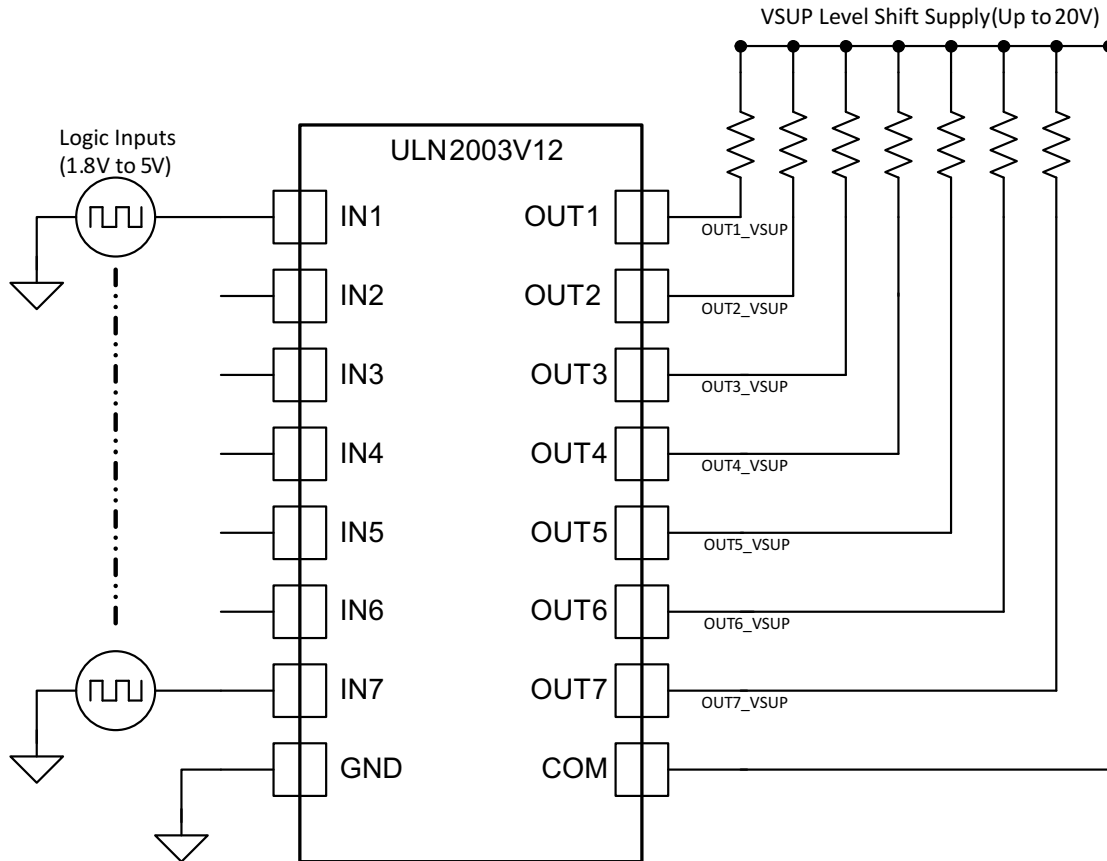 VSUP Level Shift Supply(Up to 20V)
Logic Inputs
(1.8V to 5V)
ULN2003V12
IN1
OUT1
OUT1_VSUP
IN2
OUT2
OUT2_VSUP
IN3
OUT3
OUT3_VSUP
IN4
OUT4
OUT4_VSUP
IN5
OUT5
OUT5_VSUP
IN6
OUT6
OUT6_VSUP
IN7
OUT7
OUT7_VSUP
GND
COM